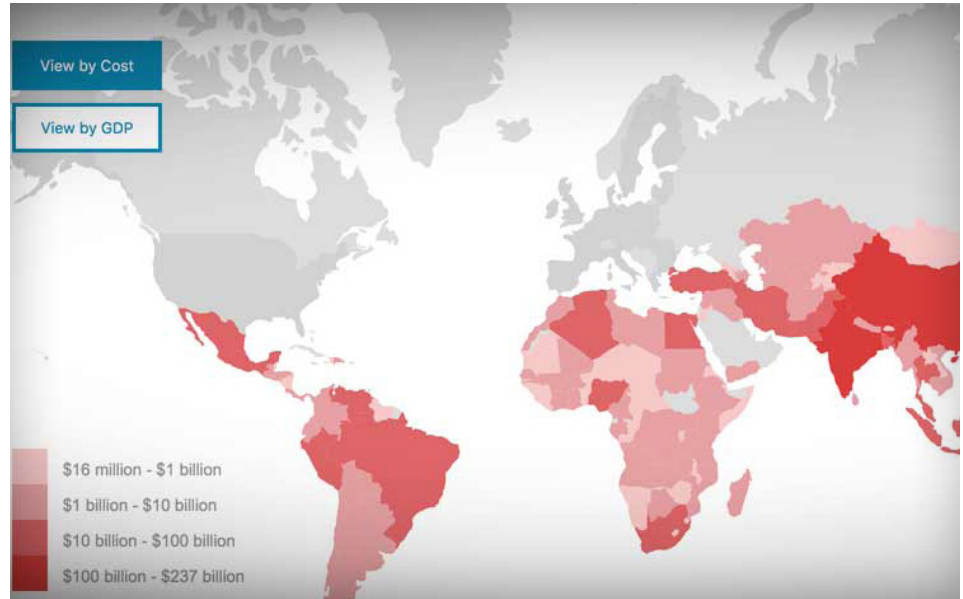 View by Cost
View by GDP
$16 million - $1 billion
$1 billion - $10 billion
$10 billion - $100 billion
$100 billion - $237 billion